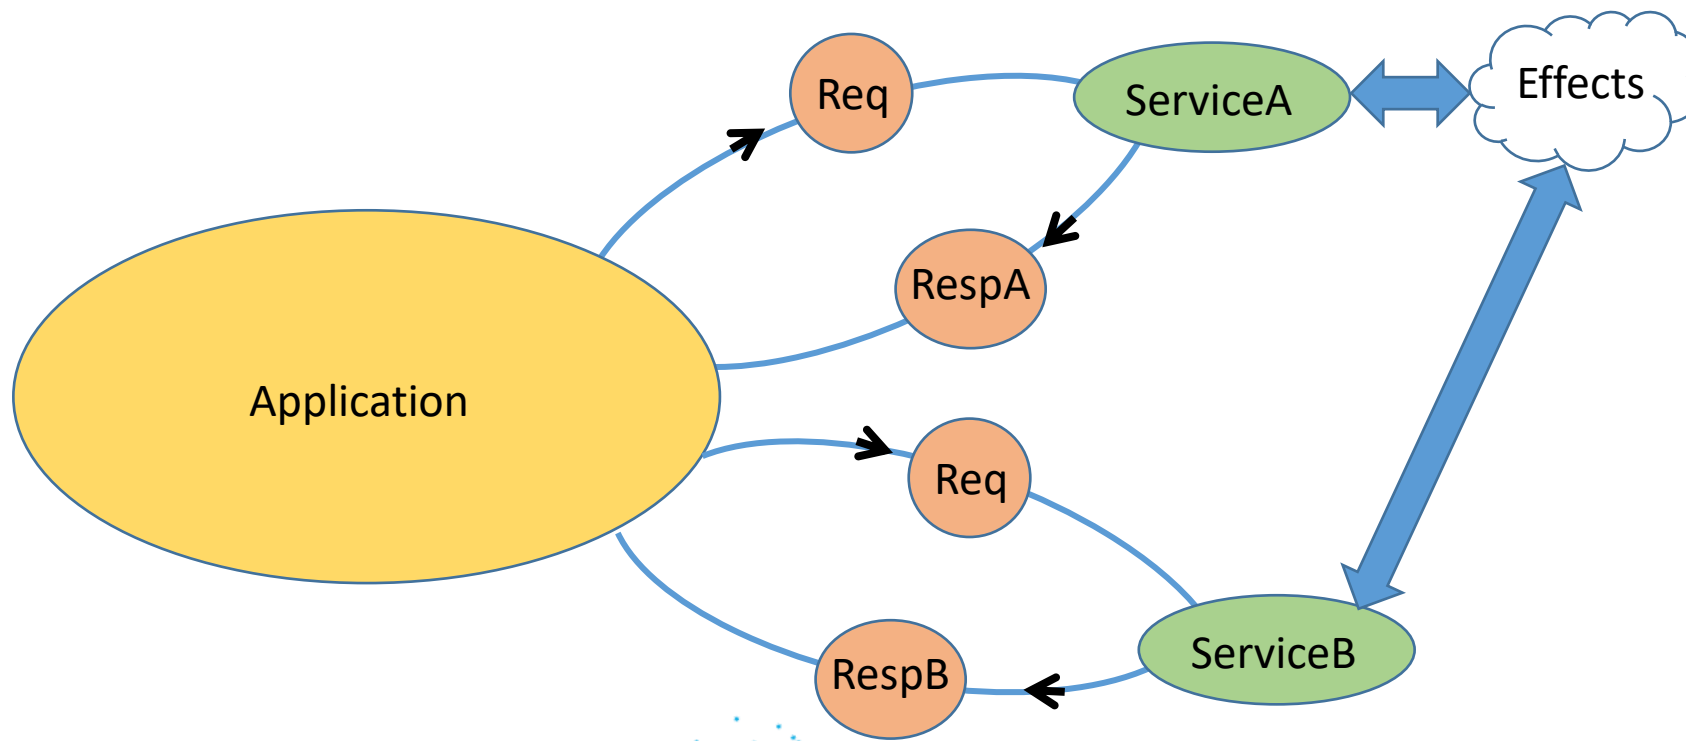 Req
ServiceA
Effects
RespA
Application
Req
RespB
ServiceB